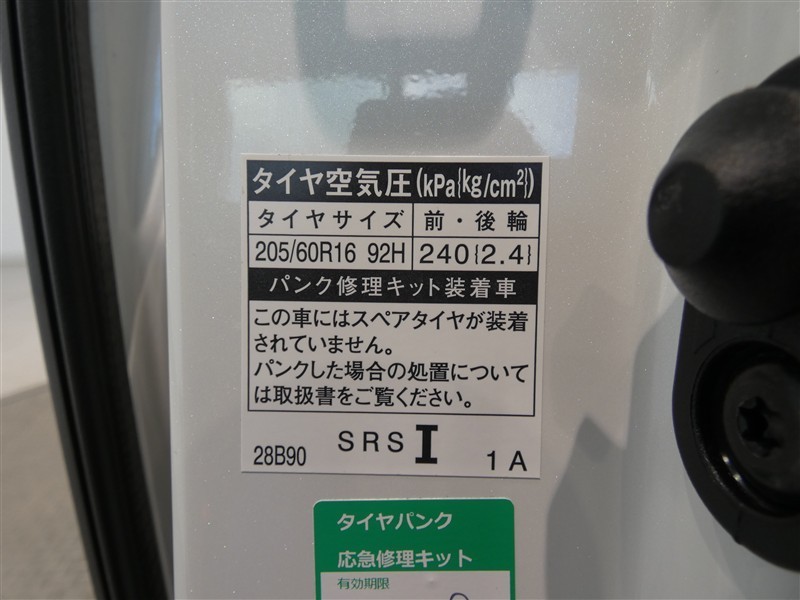 タイヤ空気圧(kPa{kg/cm²})
タイヤサイズ 前・後輪
205/60R16 92H 240{2.4}
パンク修理キット装着車
この車にはスペアタイヤが装着
されていません。
パンクした場合の処置について
は取扱書をご覧ください。
28B90 SRS I 1A
タイヤパンク
応急修理キット
有効期限